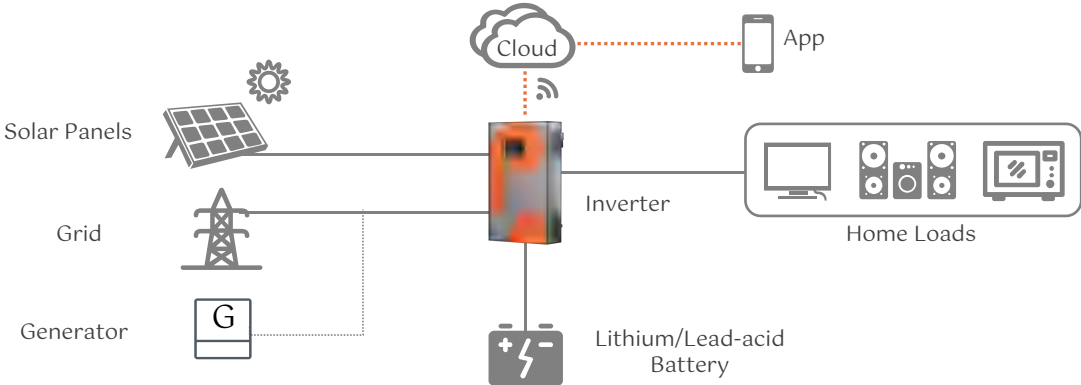 Cloud
App
Solar Panels
Inverter
Grid
Home Loads
G
Generator
Lithium/Lead-acid
Battery